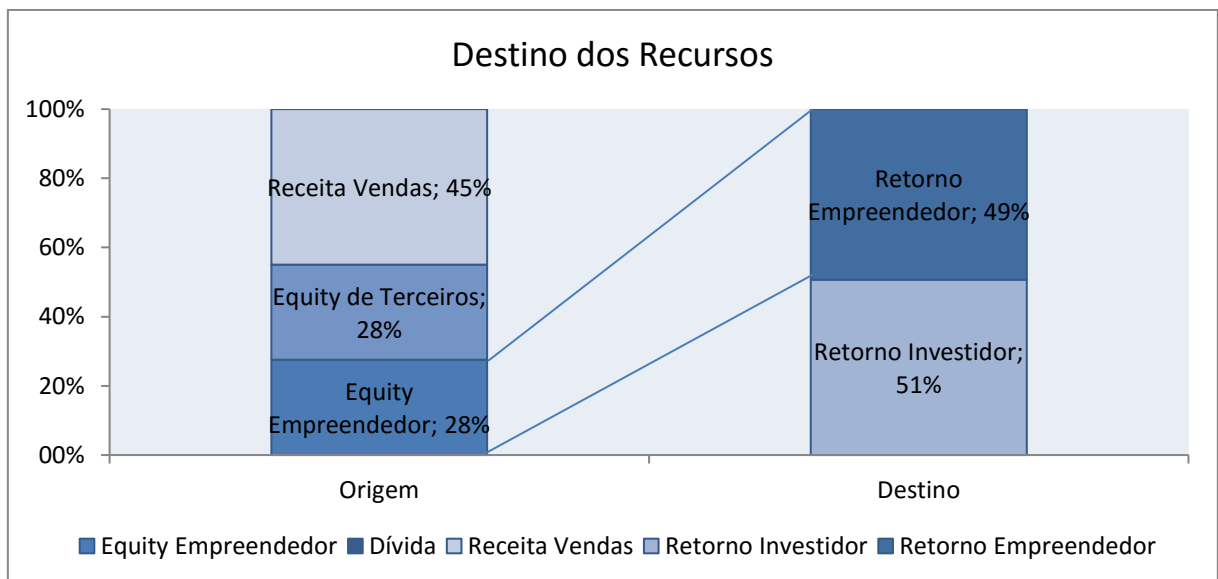 Destino dos Recursos
100%
80%
60%
40%
20%
00%
Receita Vendas; 45%
Equity de Terceiros;
28%
Equity
Empreendedor; 28%
Retorno
Empreendedor; 49%
Retorno Investidor;
51%
Origem
Destino
Equity Empreendedor Dívida Receita Vendas Retorno Investidor Retorno Empreendedor